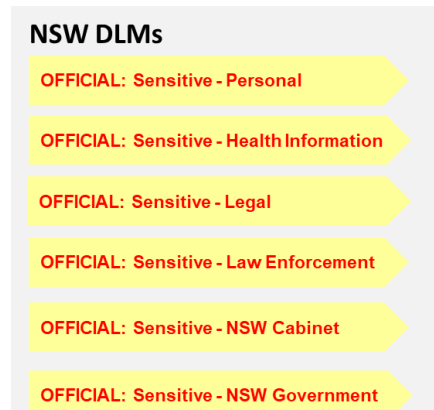 NSW DLMs
OFFICIAL: Sensitive - Personal
OFFICIAL: Sensitive - Health Information
OFFICIAL: Sensitive - Legal
OFFICIAL: Sensitive - Law Enforcement
OFFICIAL: Sensitive - NSW Cabinet
OFFICIAL: Sensitive - NSW Government